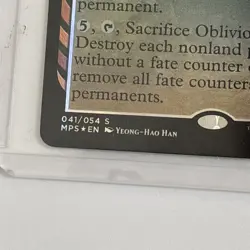 permanent.
5, T, Sacrifice Oblivio
Destroy each nonland p
without a fate counter
remove all fate counter
permanents.
041/054 S
MPS★EN Yeong-Hao Han